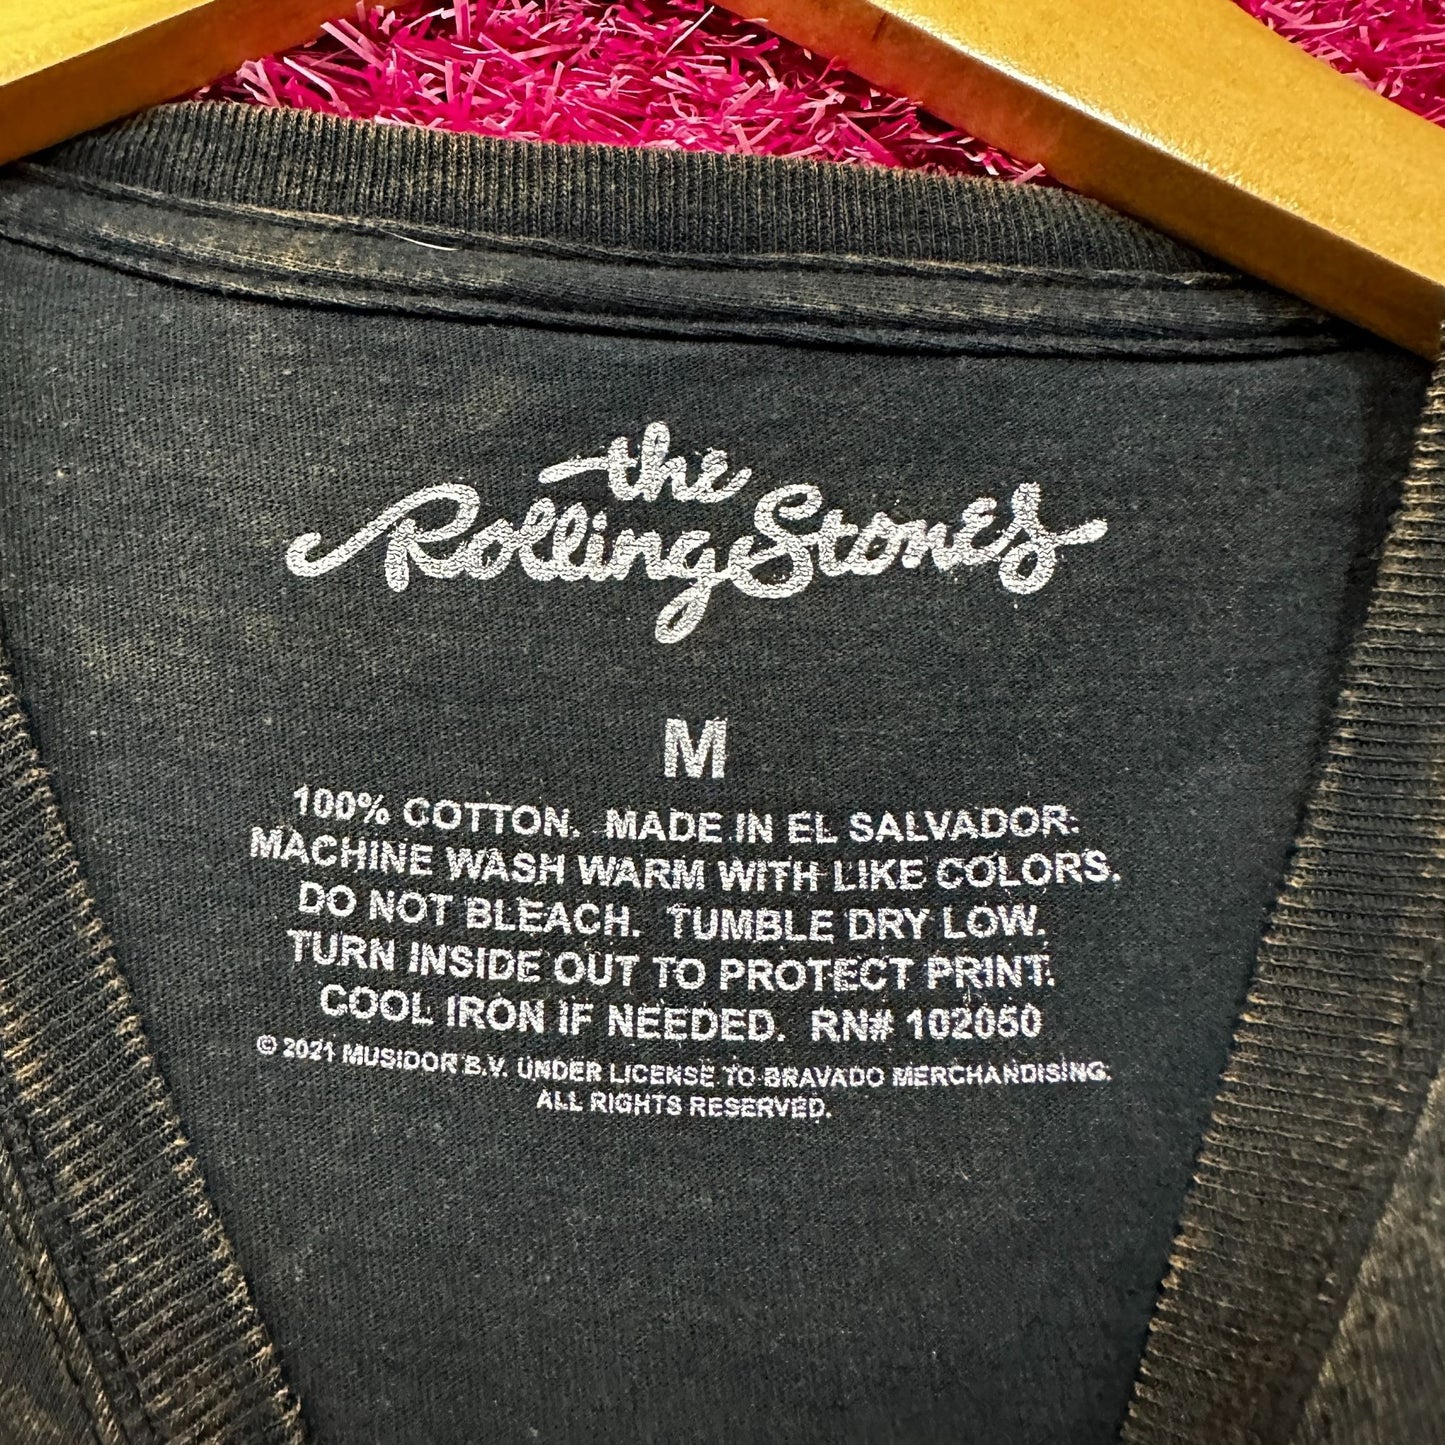 the
Rolling Stones
M
100% COTTON. MADE IN EL SALVADOR.
MACHINE WASH WARM WITH LIKE COLORS.
DO NOT BLEACH. TUMBLE DRY LOW.
TURN INSIDE OUT TO PROTECT PRINT.
COOL IRON IF NEEDED. RN# 102050
© 2021 MUSIDOR B.V. UNDER LICENSE TO BRAVADO MERCHANDISING.
ALL RIGHTS RESERVED.